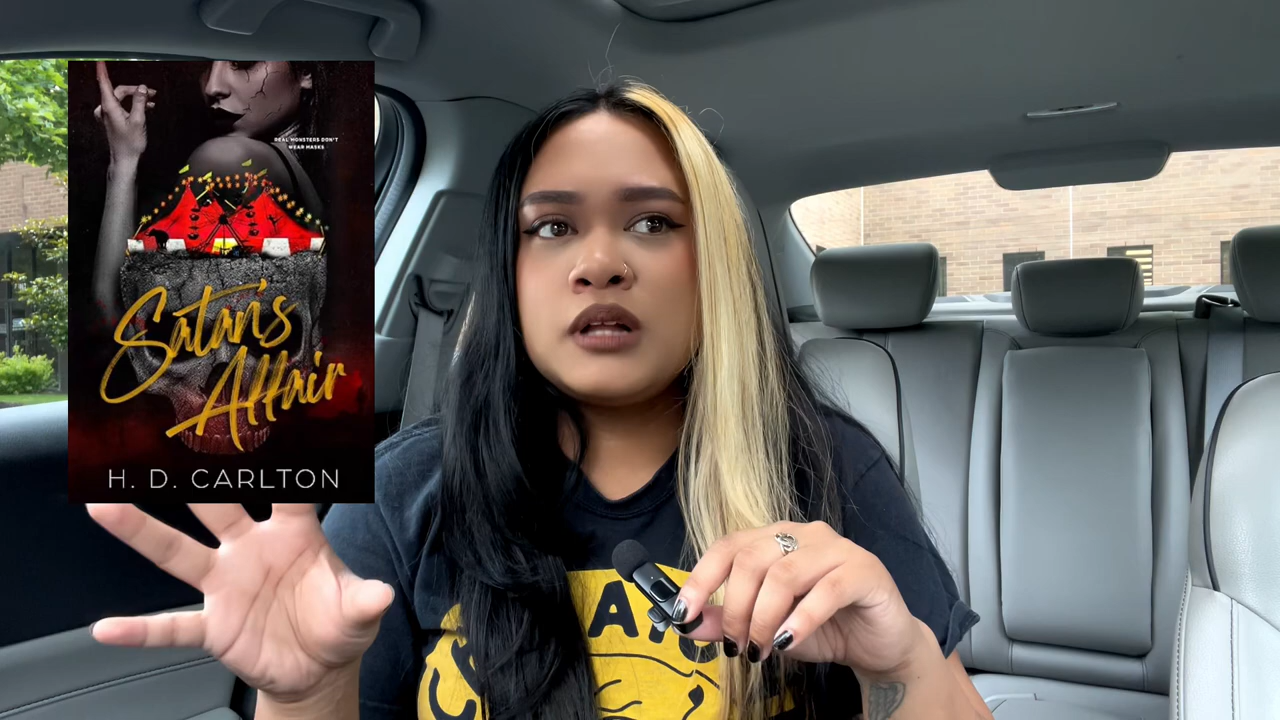 REAL MONSTERS DON'T
WEAR MASKS
Satan's
Affair
H. D. CARLTON